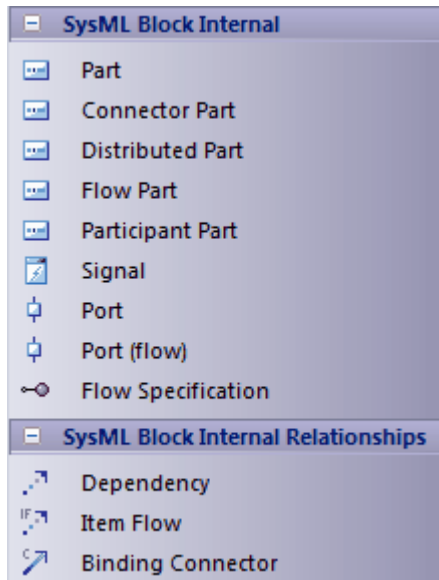 SysML Block Internal
Part
Connector Part
Distributed Part
Flow Part
Participant Part
Signal
Port
Port (flow)
Flow Specification
SysML Block Internal Relationships
Dependency
IF Item Flow
C Binding Connector